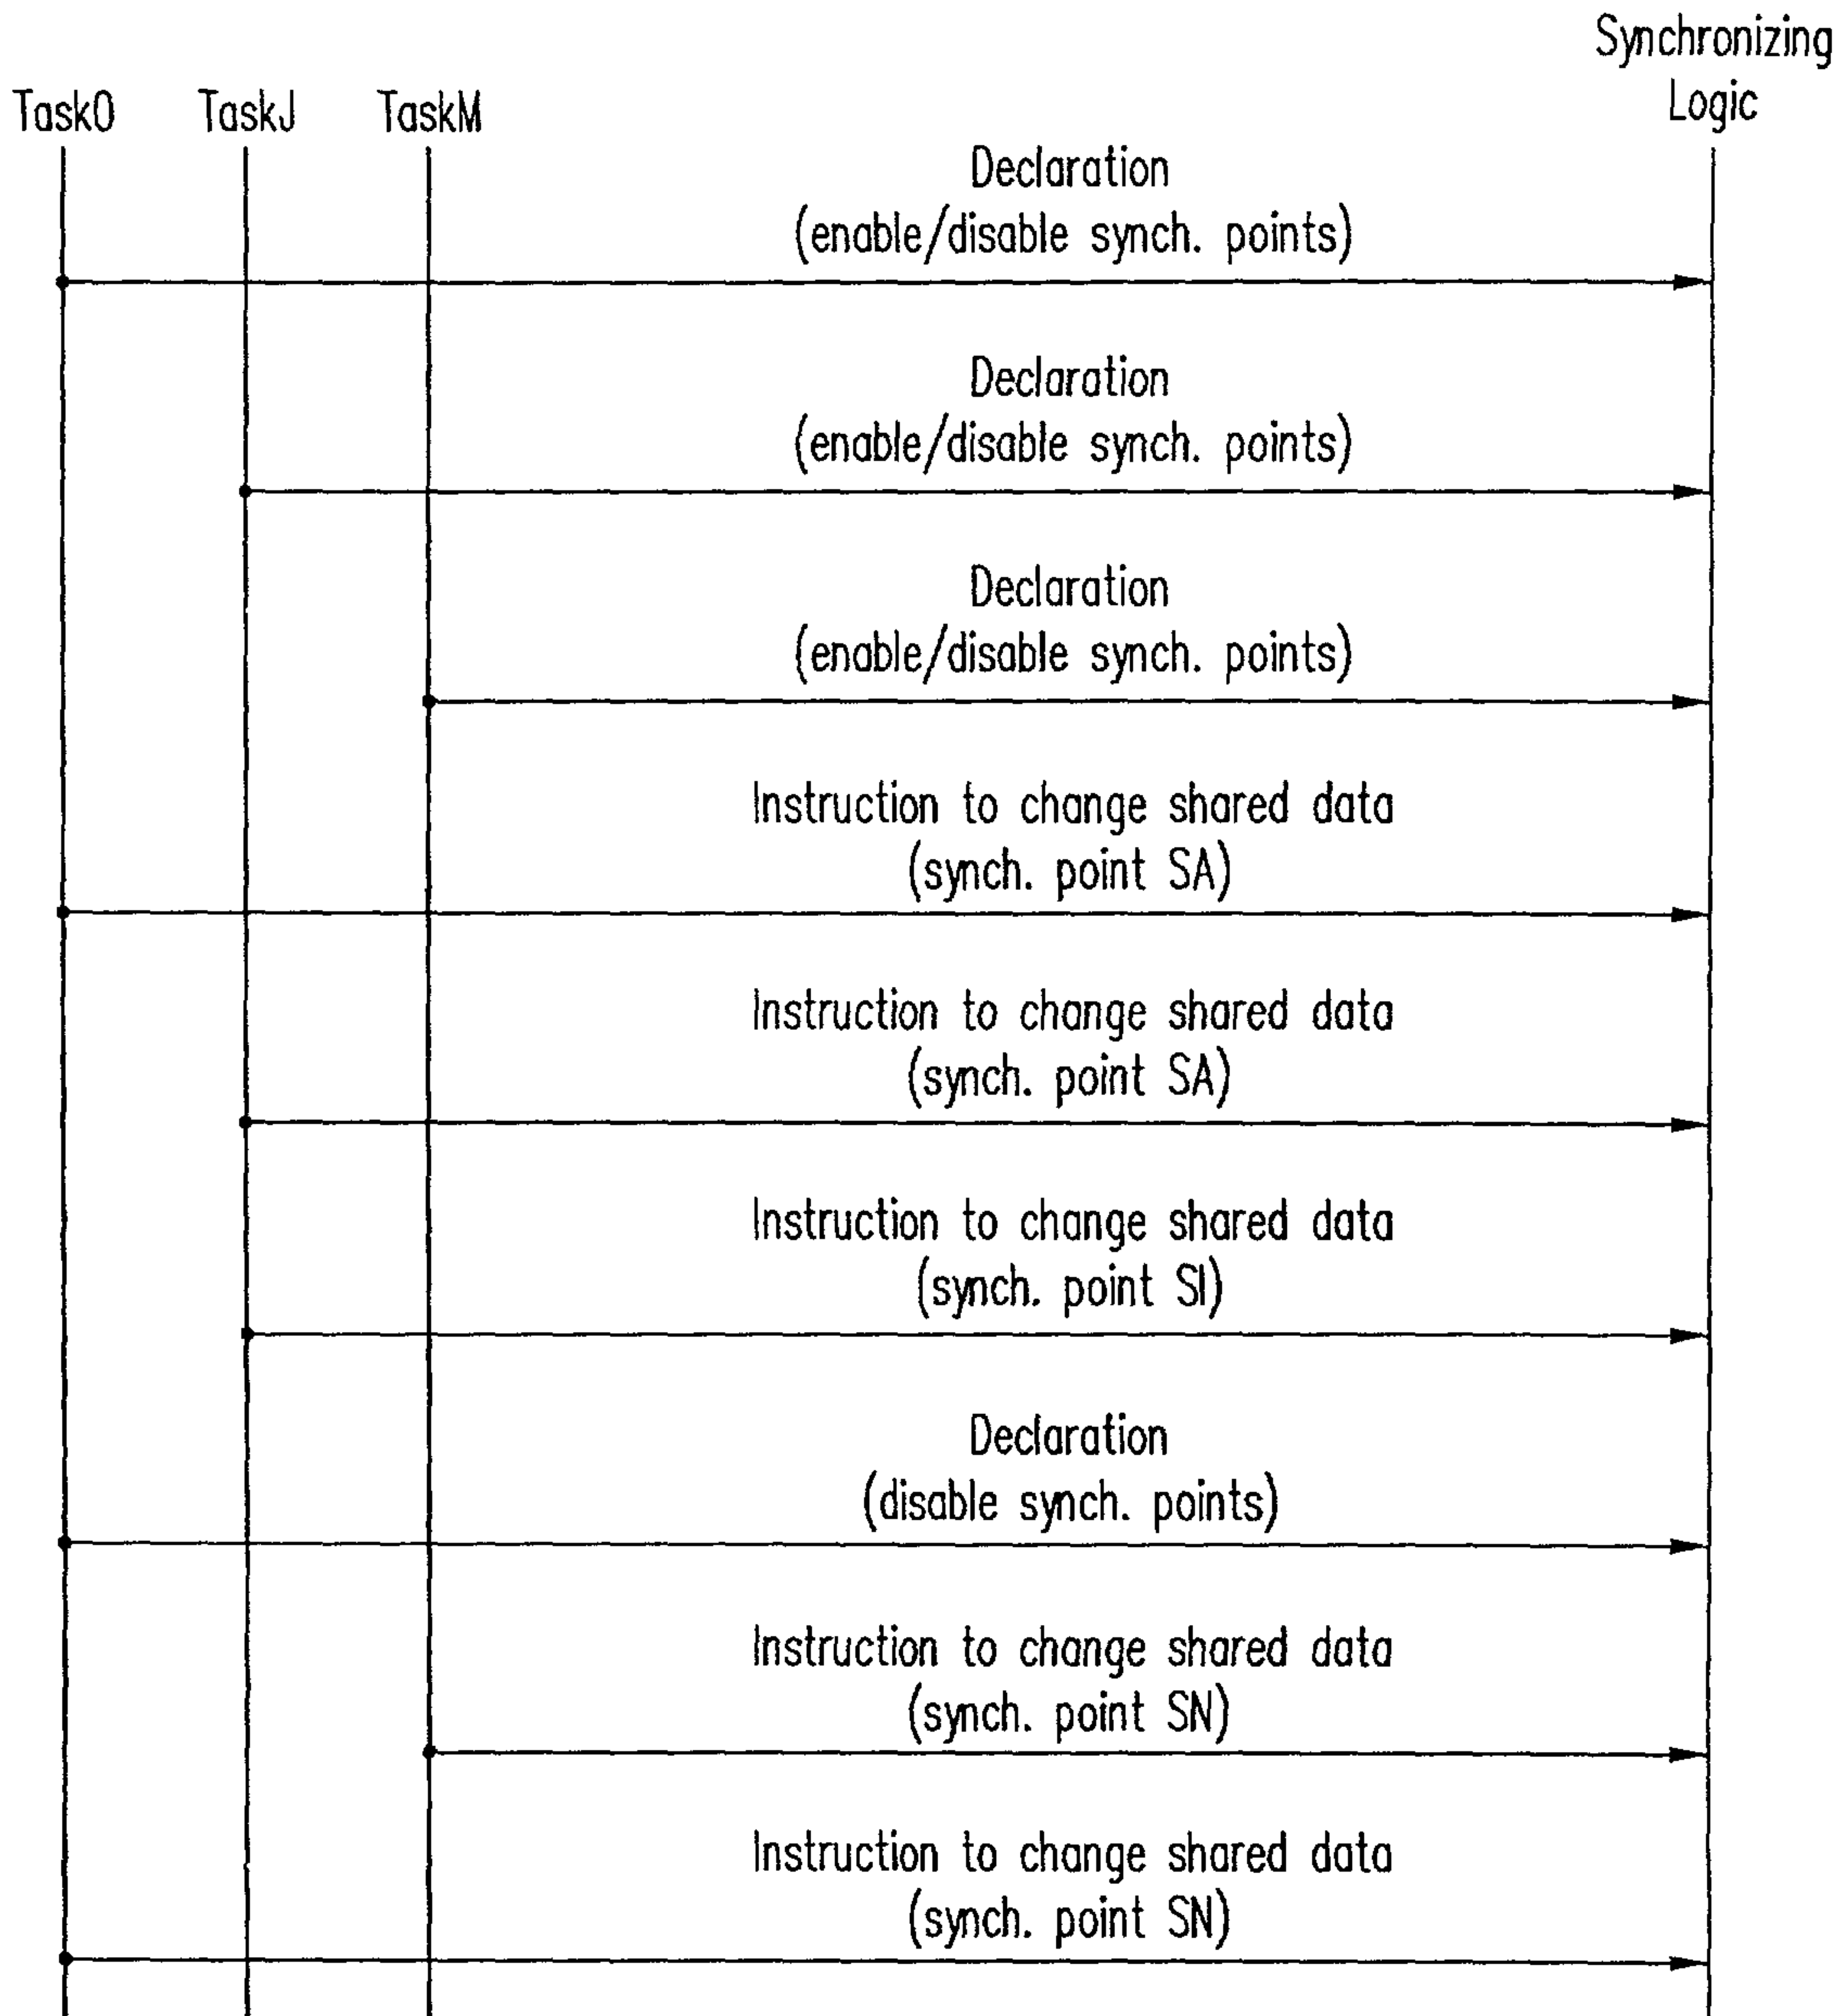 Synchronizing
Logic
Task0 TaskJ TaskM
Declaration
(enable/disable synch. points)
Declaration
(enable/disable synch. points)
Declaration
(enable/disable synch. points)
Instruction to change shared data
(synch. point SA)
Instruction to change shared data
(synch. point SA)
Instruction to change shared data
(synch. point SI)
Declaration
(disable synch. points)
Instruction to change shared data
(synch. point SN)
Instruction to change shared data
(synch. point SN)